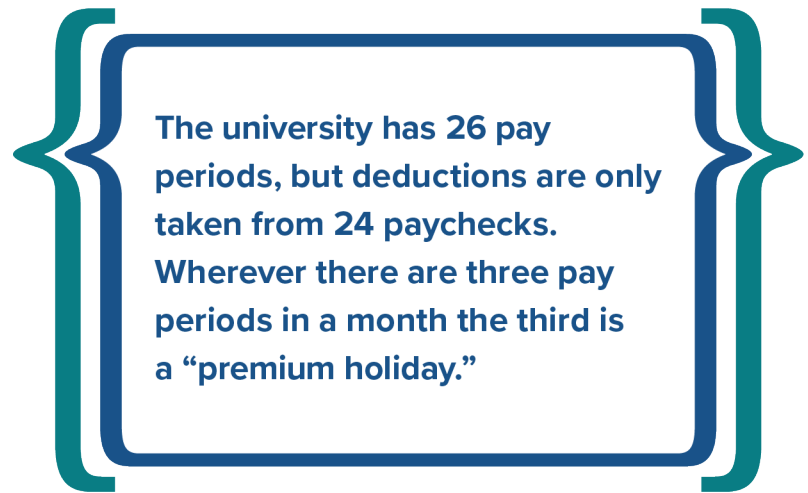 The university has 26 pay
periods, but deductions are only
taken from 24 paychecks.
Wherever there are three pay
periods in a month the third is
a “premium holiday.”